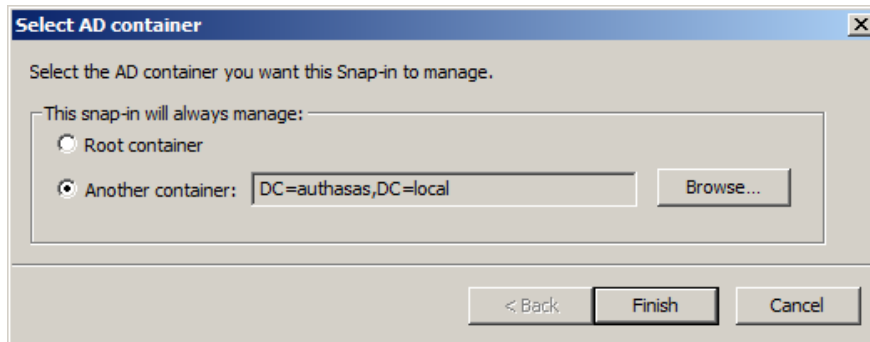 Select AD container
Select the AD container you want this Snap-in to manage.
This snap-in will always manage:
Root container
Another container: DC=authasas,DC=local Browse...
< Back Finish Cancel